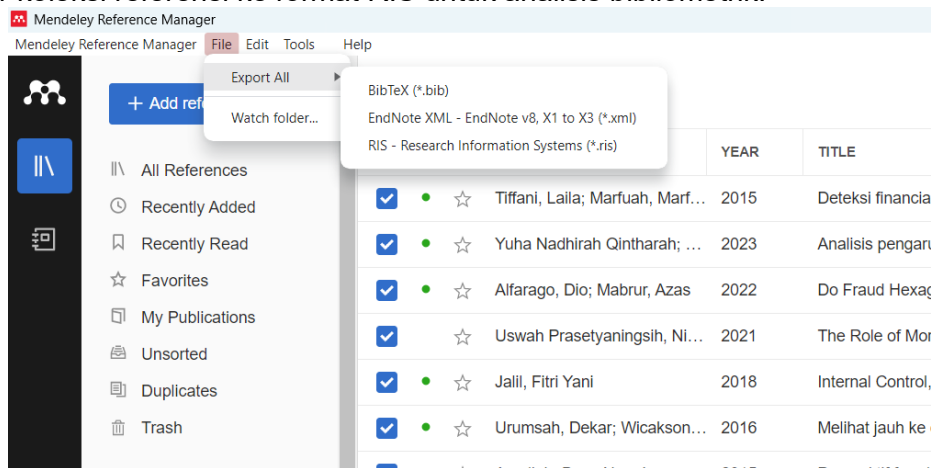 Mendeley Reference Manager
Mendeley Reference Manager File Edit Tools Help
Export All
Watch folder...
BibTeX (*.bib)
EndNote XML - EndNote v8, X1 to X3 (*.xml)
RIS - Research Information Systems (*.ris)
+ Add ref
All References
Recently Added
Recently Read
Favorites
My Publications
Unsorted
Duplicates
Trash
YEAR TITLE
Tiffani, Laila; Marfuah, Marf... 2015 Deteksi financia
Yuha Nadhirah Qintharah; ... 2023 Analisis pengaru
Alfarago, Dio; Mabrur, Azas 2022 Do Fraud Hexag
Uswah Prasetyaningsih, Ni... 2021 The Role of Mor
Jalil, Fitri Yani 2018 Internal Control,
Urumsah, Dekar; Wicakson... 2016 Melihat jauh ke